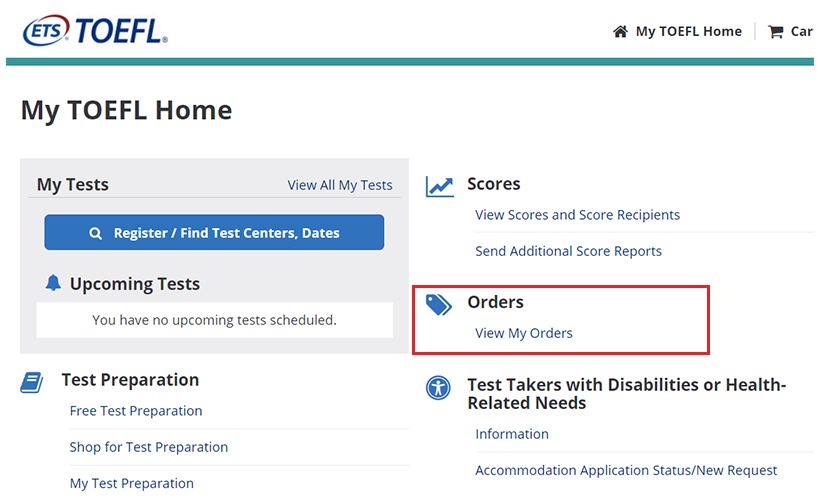 ETS® TOEFL®
My TOEFL Home
Car
My TOEFL Home
My Tests
View All My Tests
Register / Find Test Centers, Dates
Upcoming Tests
You have no upcoming tests scheduled.
Test Preparation
Free Test Preparation
Shop for Test Preparation
My Test Preparation
Scores
View Scores and Score Recipients
Send Additional Score Reports
Orders
View My Orders
Test Takers with Disabilities or Health-
Related Needs
Information
Accommodation Application Status/New Request